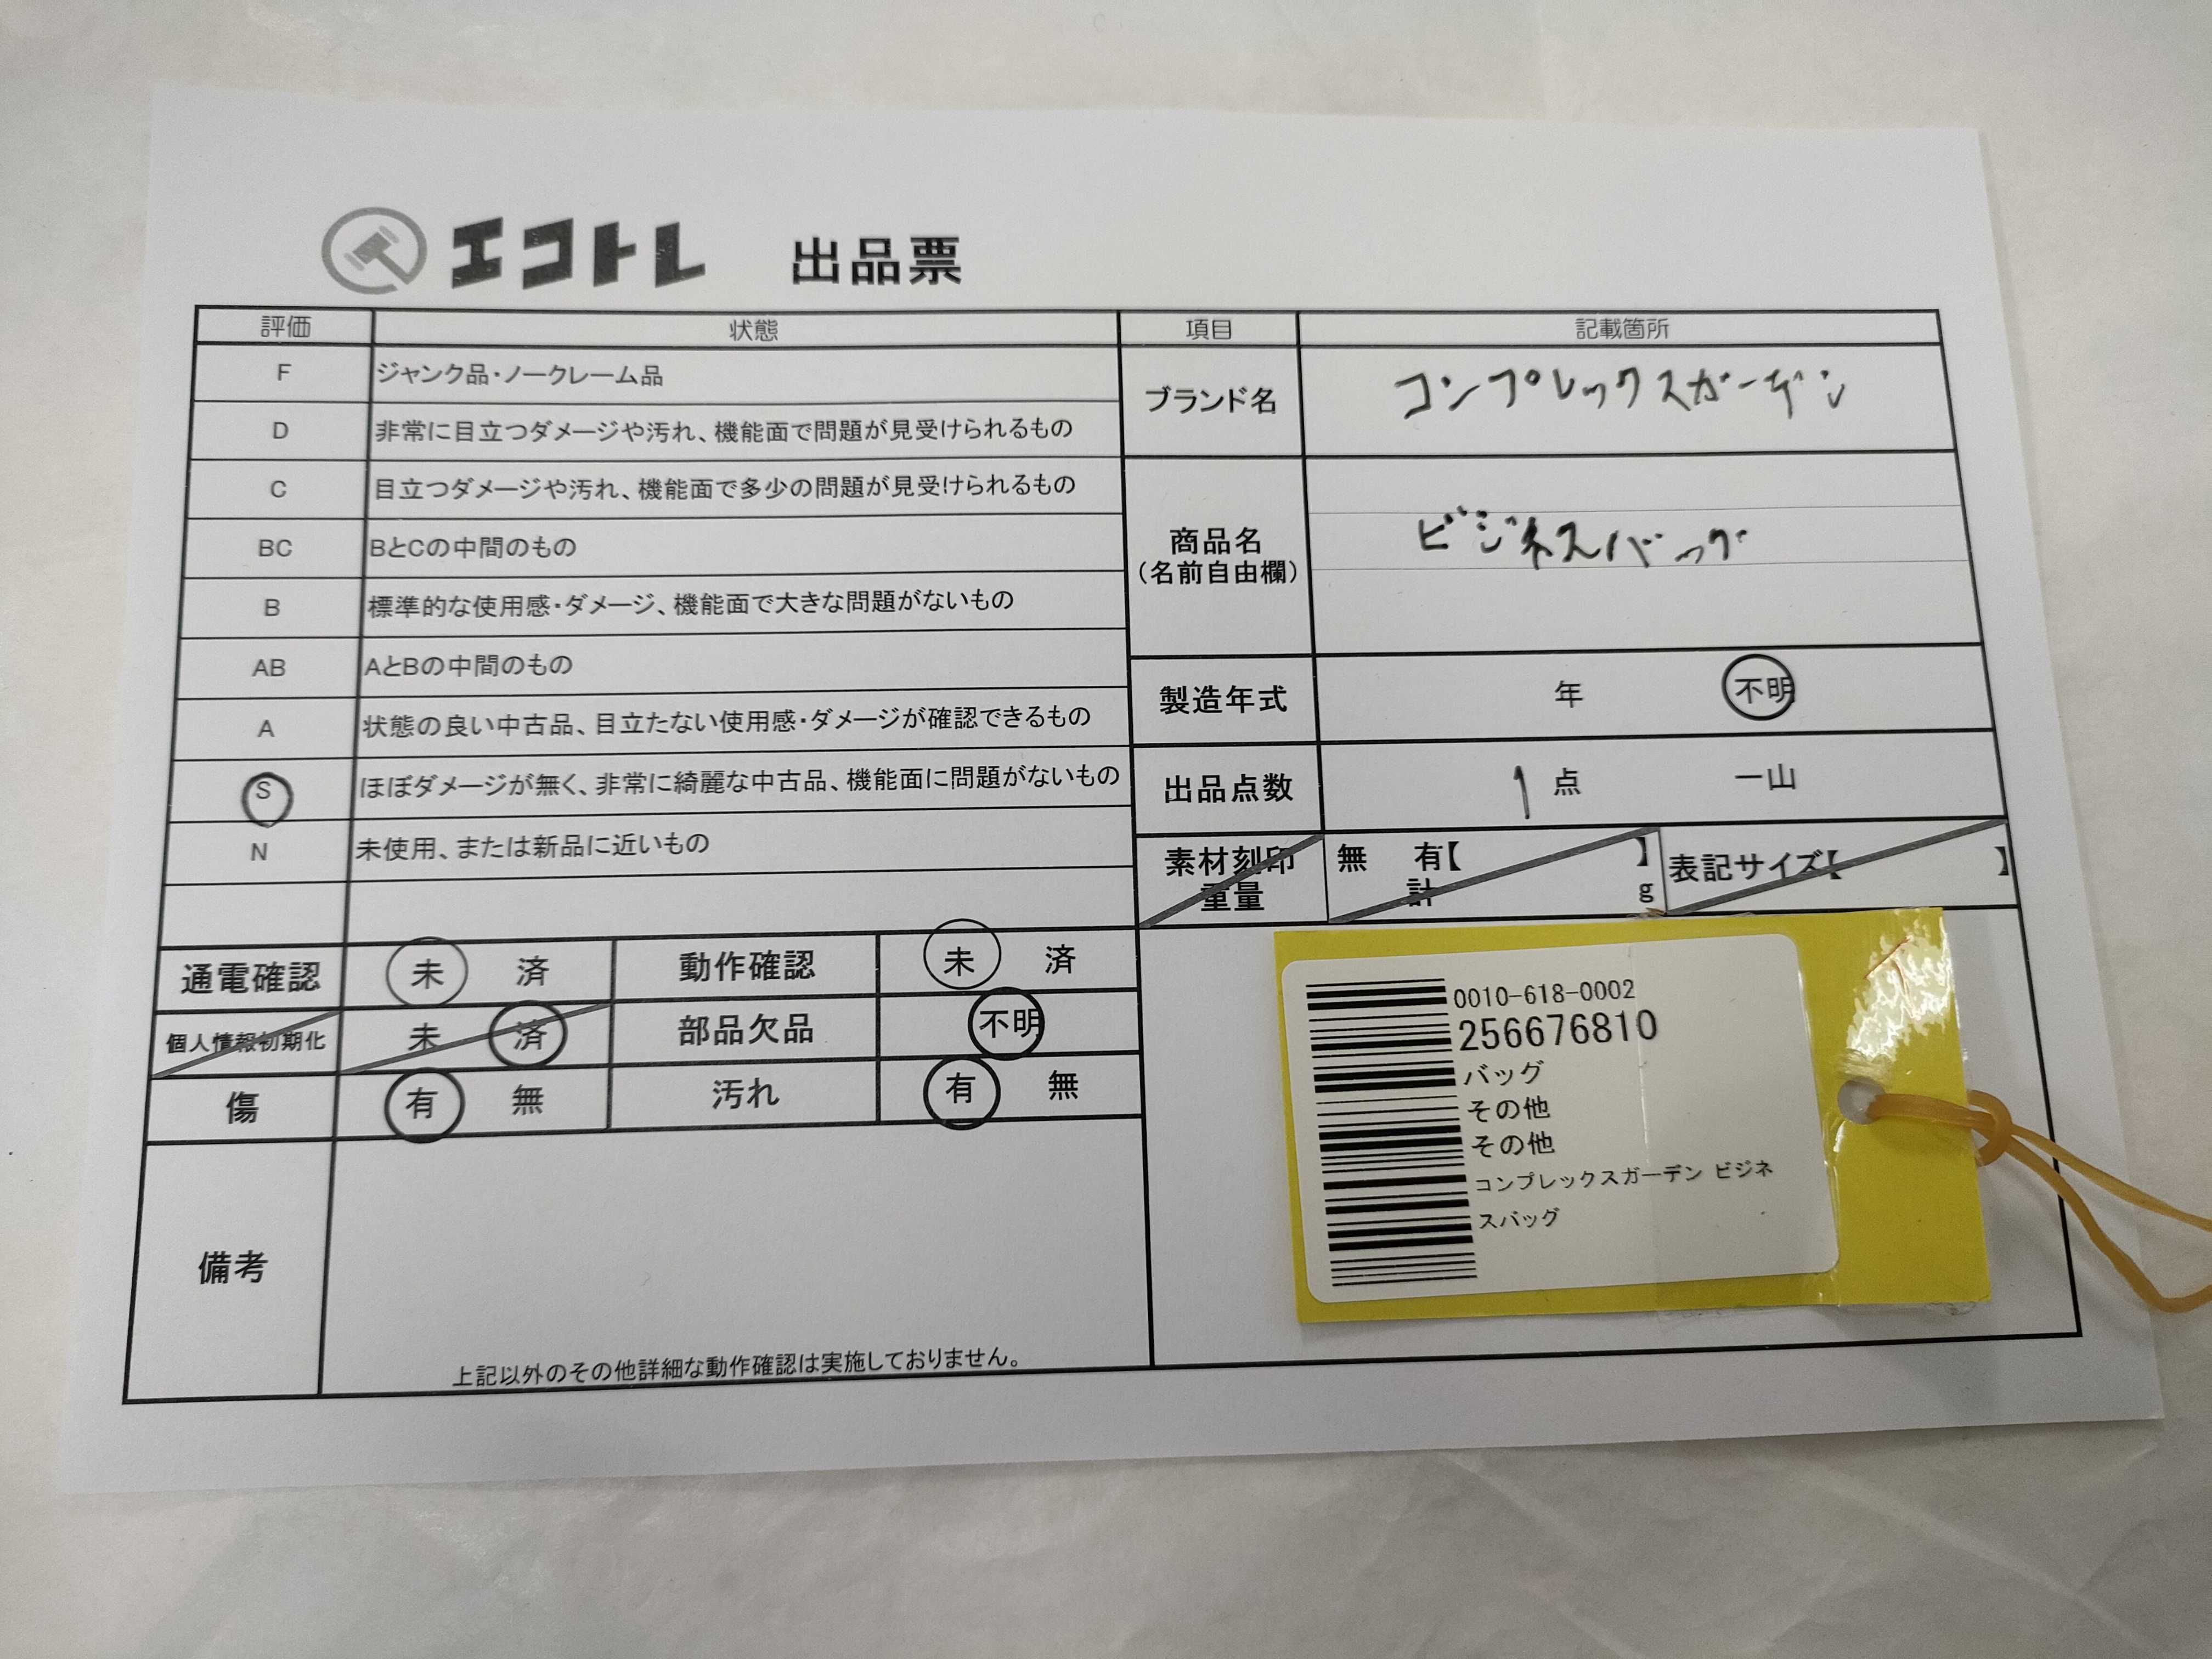 エコトレ 出品票
評価 状態 項目 記載箇所
F ジャンク品・ノークレーム品
D 非常に目立つダメージや汚れ、機能面で問題が見受けられるもの
C 目立つダメージや汚れ、機能面で多少の問題が見受けられるもの
BC BとCの中間のもの
B 標準的な使用感・ダメージ、機能面で大きな問題がないもの
AB AとBの中間のもの
A 状態の良い中古品、目立たない使用感・ダメージが確認できるもの
S ほぼダメージが無く、非常に綺麗な中古品、機能面に問題がないもの
N 未使用、または新品に近いもの
ブランド名 コンプレックスガーデン
商品名 ビジネスバッグ
（名前自由欄）
製造年式 年 不明
出品点数 1 点 一山
素材刻印 無 有【 】 表記サイズ【 】
重量 計 g
通電確認 未 済 動作確認 未 済
個人情報初期化 未 済 部品欠品 不明
傷 有 無 汚れ 有 無
備考
上記以外のその他詳細な動作確認は実施しておりません。
0010-618-0002
256676810
バッグ
その他
その他
コンプレックスガーデン ビジネ
スバッグ